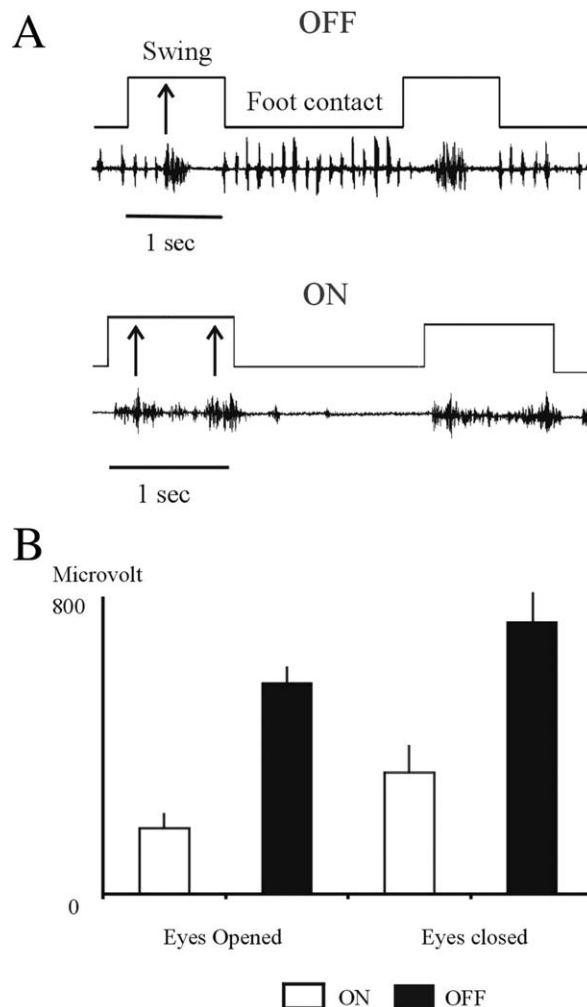 A
OFF
Swing
Foot contact
1 sec
ON
1 sec
B
Microvolt
800
0
Eyes Opened
Eyes closed
ON
OFF